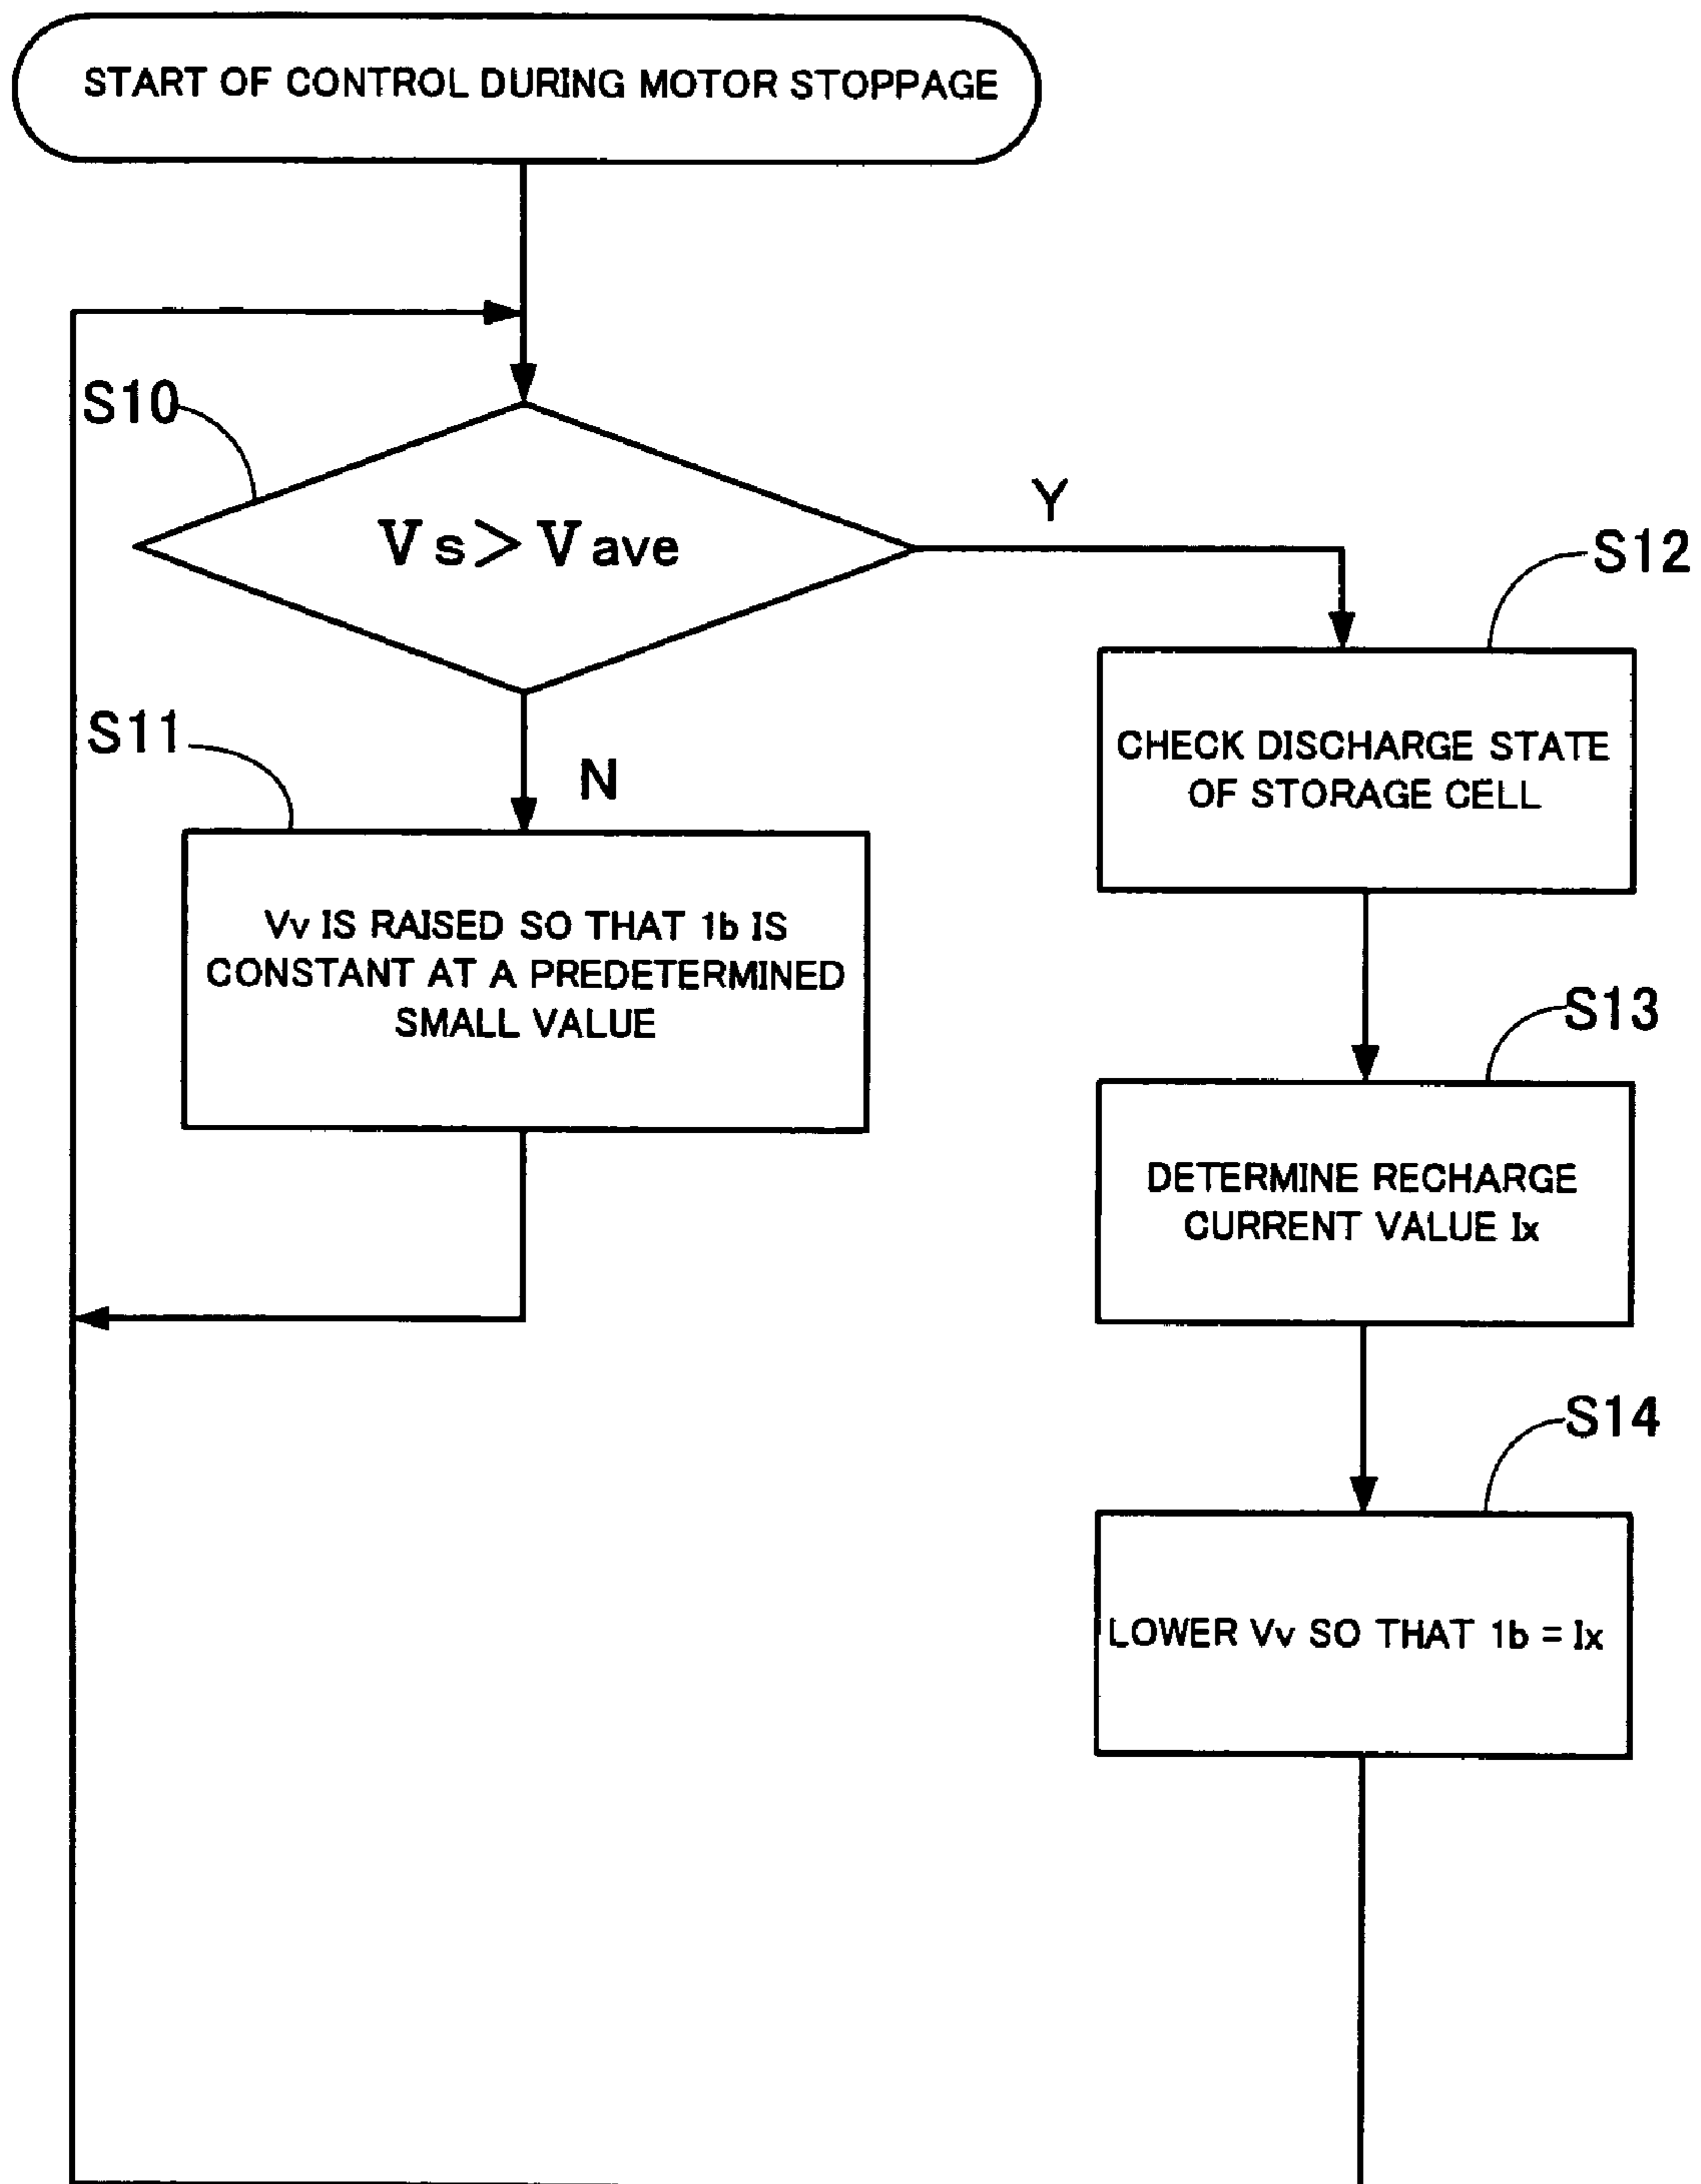 START OF CONTROL DURING MOTOR STOPPAGE
S10
Vs > Vave
Y
S12
CHECK DISCHARGE STATE
OF STORAGE CELL
S11
N
Vv IS RAISED SO THAT 1b IS
CONSTANT AT A PREDETERMINED
SMALL VALUE
S13
DETERMINE RECHARGE
CURRENT VALUE Ix
S14
LOWER Vv SO THAT 1b = Ix